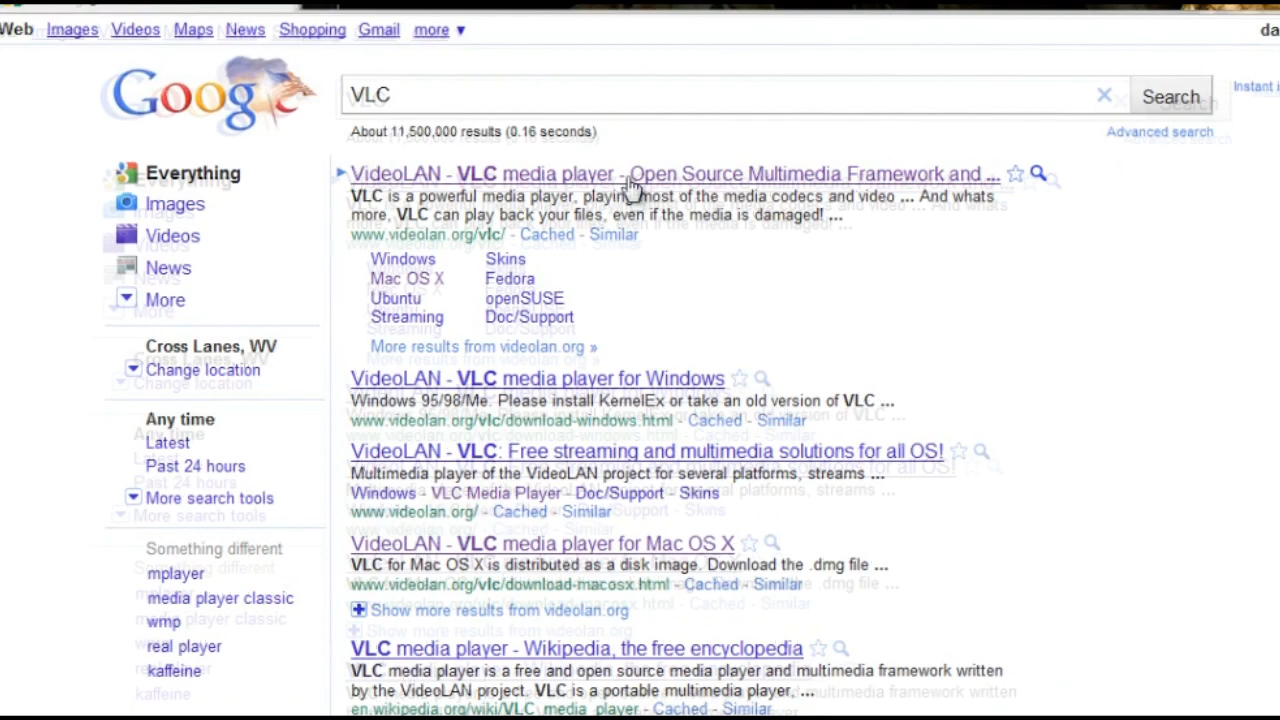 Web Images Videos Maps News Shopping Gmail more ▼
da
Google
VLC
Search
Instant i
About 11,500,000 results (0.16 seconds)
Advanced search
Everything
Images
Videos
News
More
Cross Lanes, WV
Change location
Any time
Latest
Past 24 hours
More search tools
Something different
mplayer
media player classic
wmp
real player
kaffeine
VideoLAN - VLC media player - Open Source Multimedia Framework and ...
VLC is a powerful media player, playing most of the media codecs and video ... And whats
more, VLC can play back your files, even if the media is damaged! ...
www.videolan.org/vlc/ - Cached - Similar
Windows Skins
Mac OS X Fedora
Ubuntu openSUSE
Streaming Doc/Support
More results from videolan.org »
VideoLAN - VLC media player for Windows
Windows 95/98/Me. Please install KernelEx or take an old version of VLC ...
www.videolan.org/vlc/download-windows.html - Cached - Similar
VideoLAN - VLC: Free streaming and multimedia solutions for all OS!
Multimedia player of the VideoLAN project for several platforms, streams ...
Windows - VLC Media Player - Doc/Support - Skins
www.videolan.org/ - Cached - Similar
VideoLAN - VLC media player for Mac OS X
VLC for Mac OS X is distributed as a disk image. Download the .dmg file ...
www.videolan.org/vlc/download-macosx.html - Cached - Similar
Show more results from videolan.org
VLC media player - Wikipedia, the free encyclopedia
VLC media player is a free and open source media player and multimedia framework written
by the VideoLAN project. VLC is a portable multimedia player, ...
en.wikipedia.org/wiki/VLC_media_player - Cached - Similar